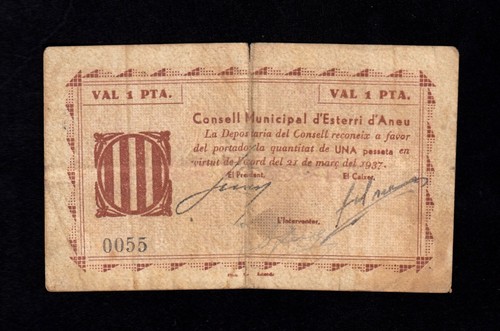 VAL 1 PTA. VAL 1 PTA.
Consell Municipal d'Esterri d'Aneu
La Depostaria del Consell reconeix a favor
del portador la quantitat de UNA pesseta en
virtut de l'acord del 21 de març del 1937.
El President. El Caixer.
L'Interventor,
0055